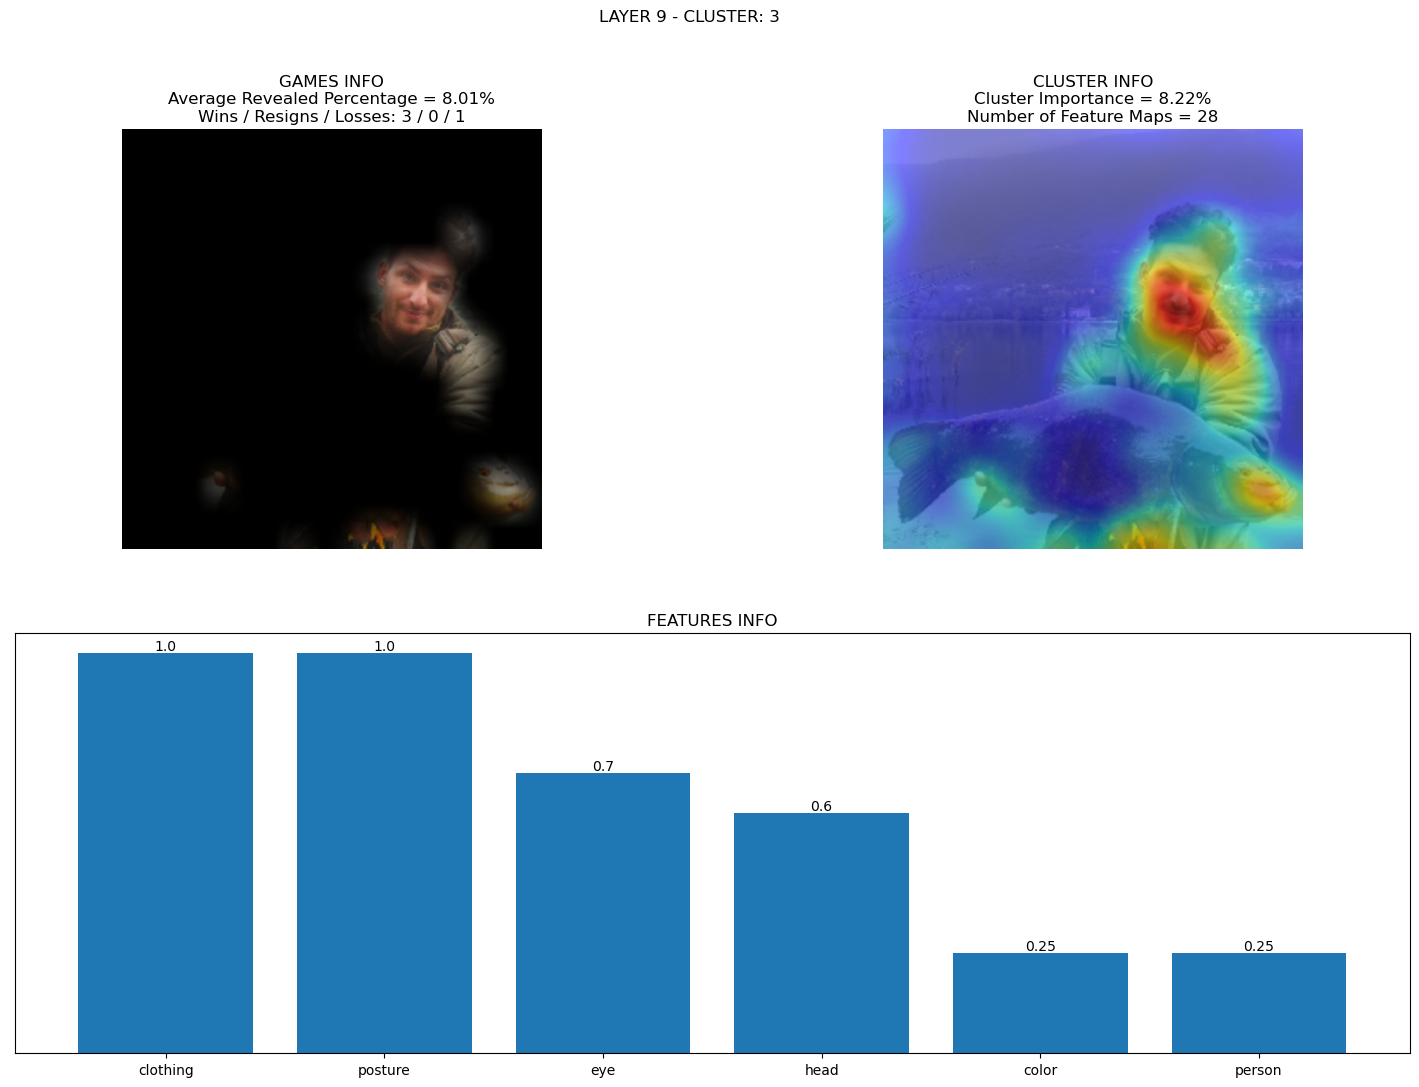 LAYER 9 - CLUSTER: 3
GAMES INFO
Average Revealed Percentage = 8.01%
Wins / Resigns / Losses: 3 / 0 / 1
CLUSTER INFO
Cluster Importance = 8.22%
Number of Feature Maps = 28
FEATURES INFO
1.0
1.0
0.7
0.6
0.25
0.25
clothing
posture
eye
head
color
person